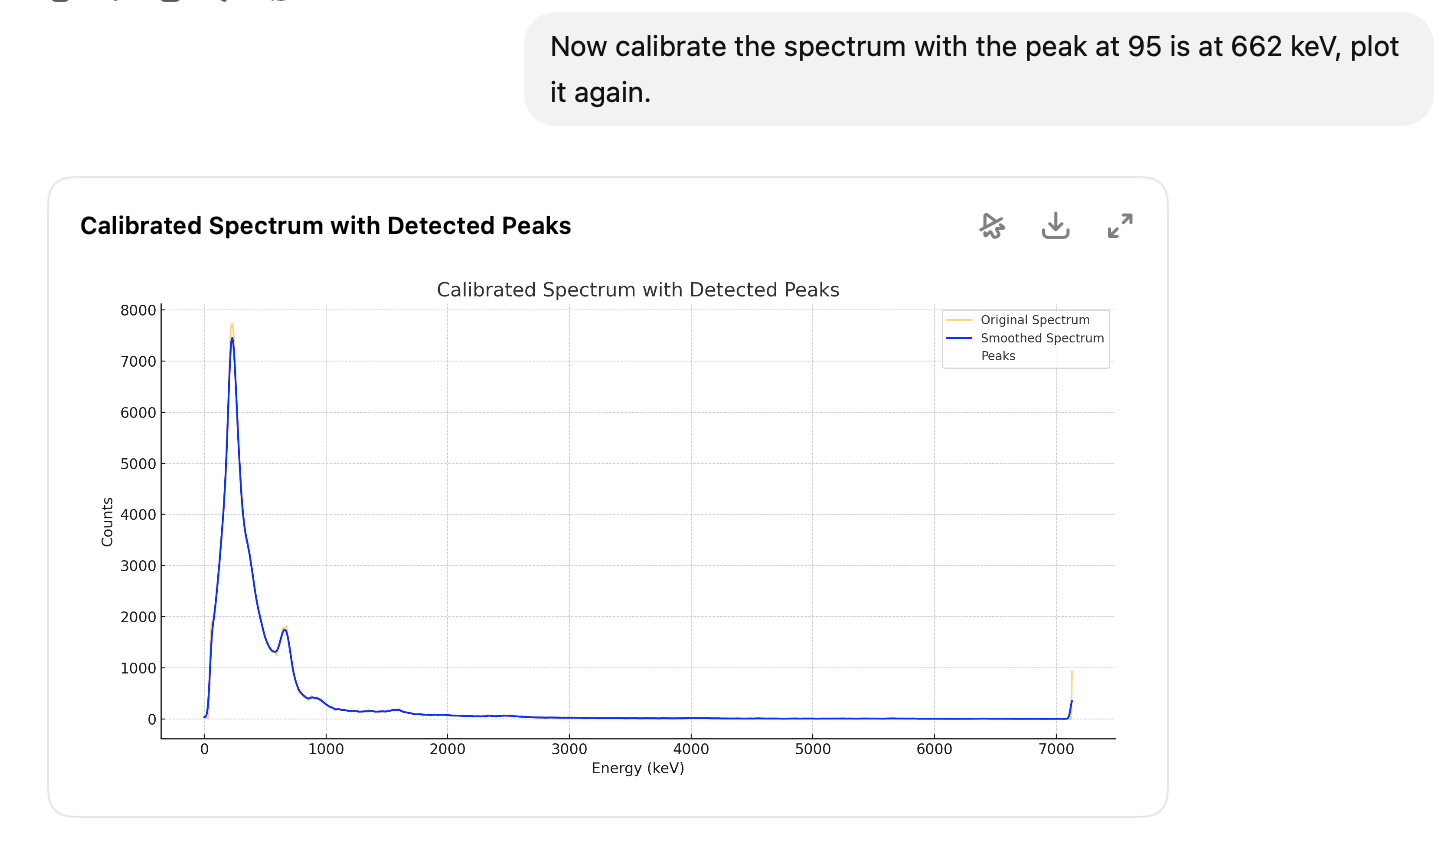 Now calibrate the spectrum with the peak at 95 is at 662 keV, plot
it again.
Calibrated Spectrum with Detected Peaks
Calibrated Spectrum with Detected Peaks
8000
7000
6000
5000
4000
3000
2000
1000
0
Counts
Original Spectrum
Smoothed Spectrum
Peaks
0 1000 2000 3000 4000 5000 6000 7000
Energy (keV)